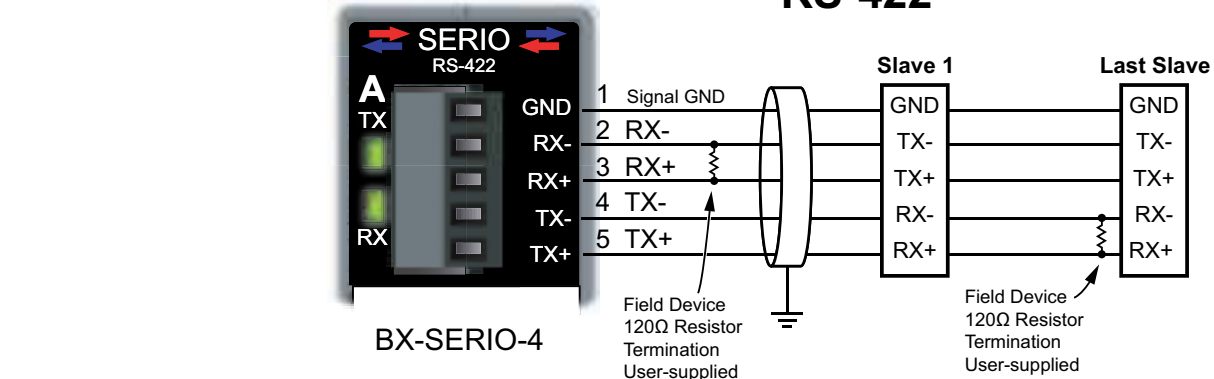 RS-422
SERIO
RS-422
A
TX
RX
GND
RX-
RX+
TX-
TX+
1 Signal GND
2 RX-
3 RX+
4 TX-
5 TX+
BX-SERIO-4
Field Device
120Ω Resistor
Termination
User-supplied
Slave 1
GND
TX-
TX+
RX-
RX+
Last Slave
GND
TX-
TX+
RX-
RX+
Field Device
120Ω Resistor
Termination
User-supplied